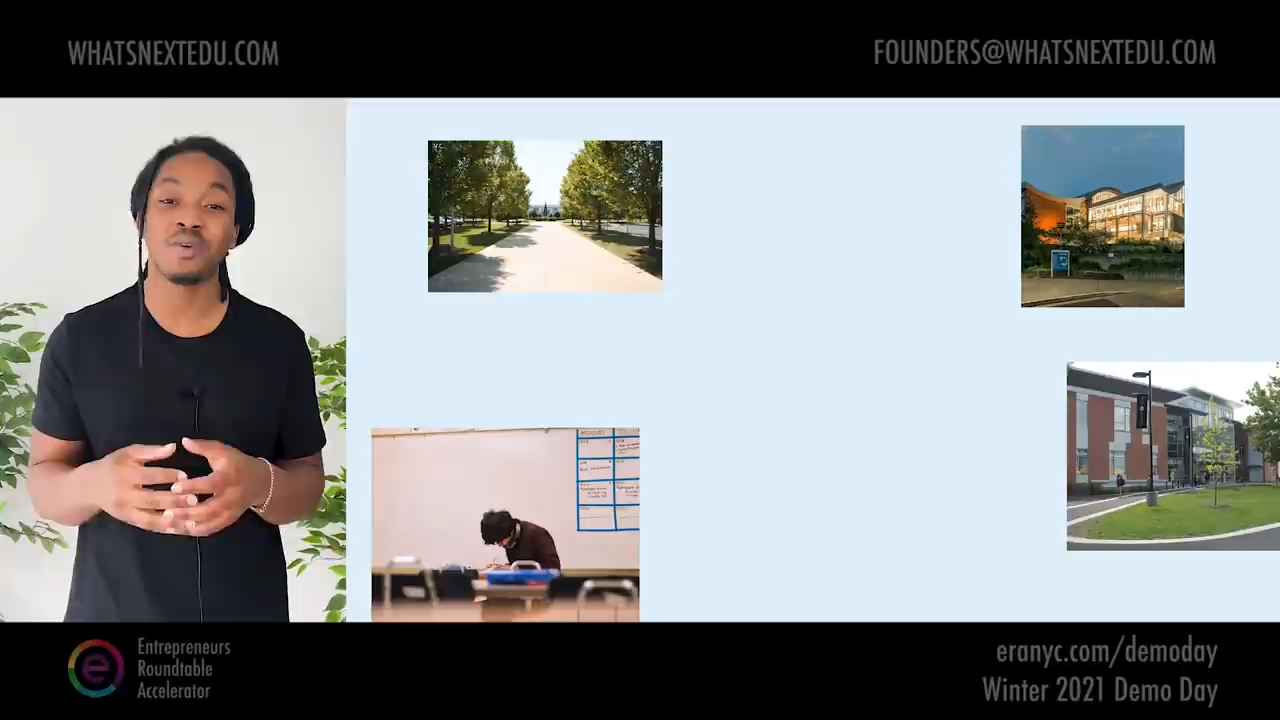 WHATSNEXTEDU.COM
FOUNDERS@WHATSNEXTEDU.COM
Entrepreneurs
Roundtable
Accelerator
eranyc.com/demoday
Winter 2021 Demo Day